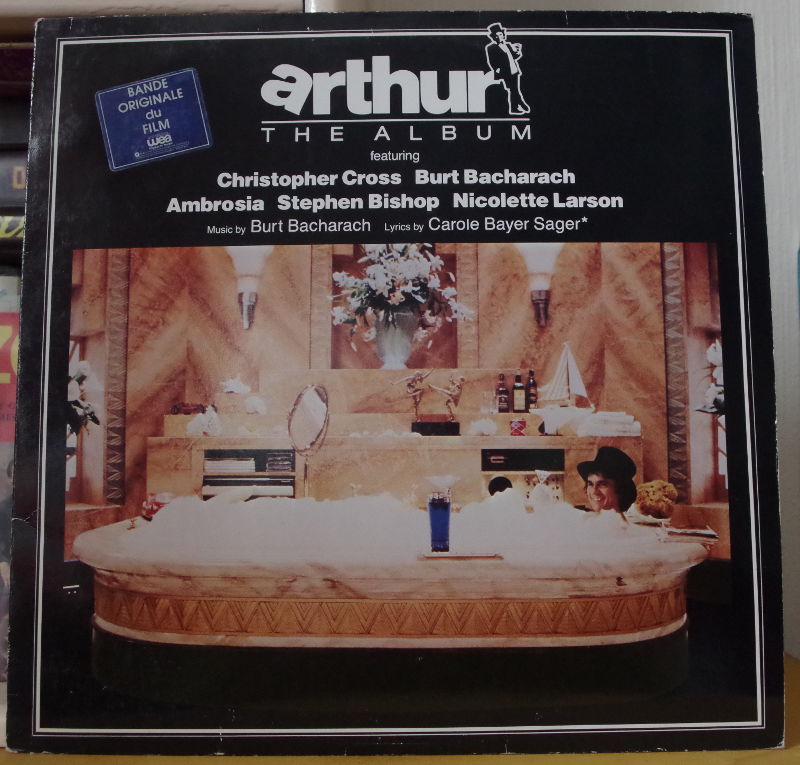 arthur
THE ALBUM
BANDE
ORIGINALE
du
FILM
wea
featuring
Christopher Cross Burt Bacharach
Ambrosia Stephen Bishop Nicolette Larson
Music by Burt Bacharach Lyrics by Carole Bayer Sager*